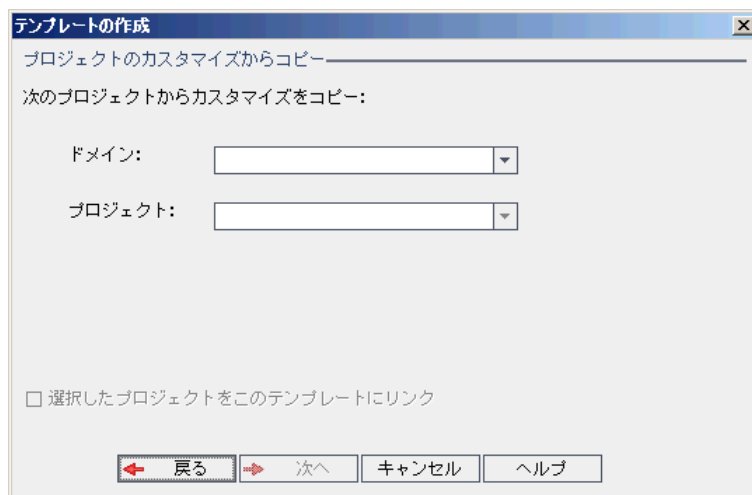 テンプレートの作成
プロジェクトのカスタマイズからコピー
次のプロジェクトからカスタマイズをコピー:
ドメイン:
プロジェクト:
選択したプロジェクトをこのテンプレートにリンク
戻る 次へ キャンセル ヘルプ